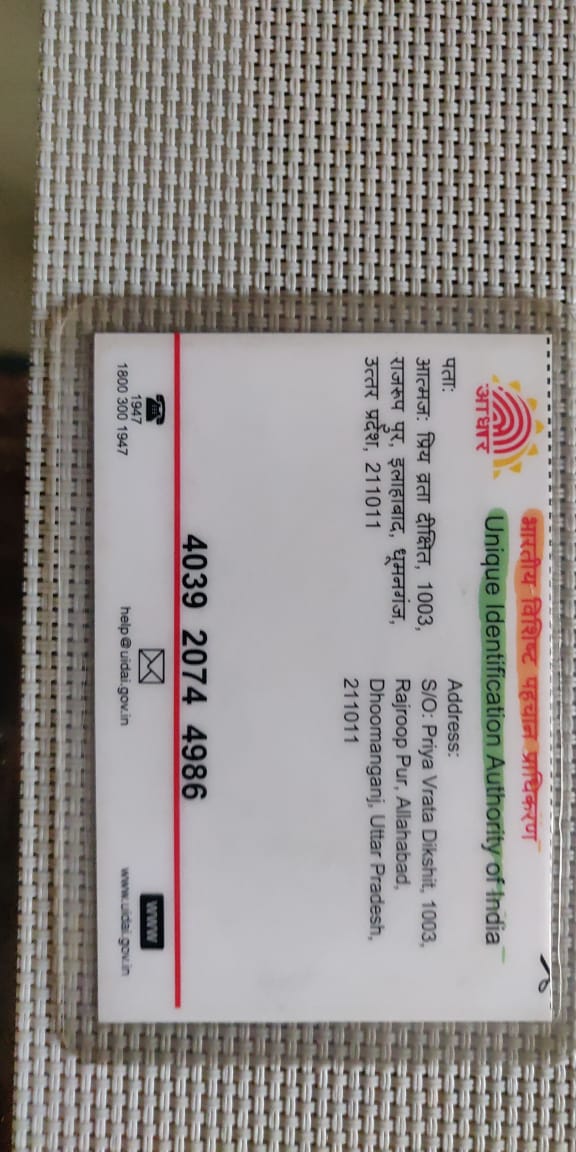 भारतीय विशिष्ट पहचान प्राधिकरण
Unique Identification Authority of India
आधार
पता:
आत्मज: प्रिय व्रता दीक्षित, 1003,
राजरुप पुर, इलाहाबाद, धूमनगंज,
उत्तर प्रदेश, 211011
Address:
S/O: Priya Vrata Dikshit, 1003,
Rajroop Pur, Allahabad,
Dhoomanganj, Uttar Pradesh,
211011
4039 2074 4986
1947
1800 300 1947
help@uidai.gov.in
WWW
www.uidai.gov.in